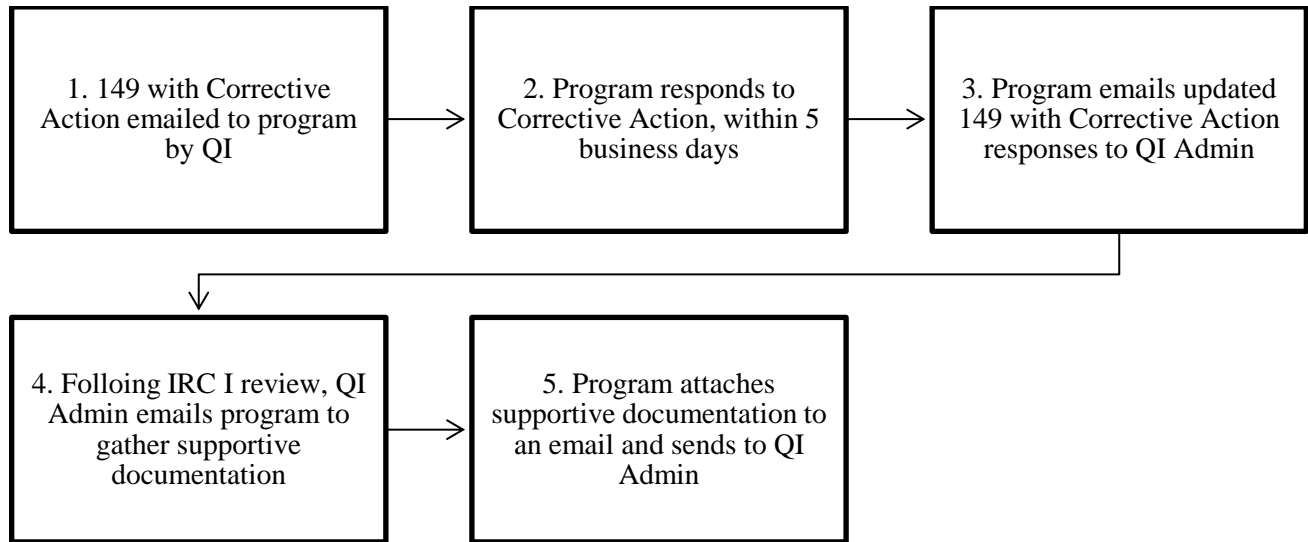 1. 149 with Corrective
Action emailed to program
by QI
2. Program responds to
Corrective Action, within 5
business days
3. Program emails updated
149 with Corrective Action
responses to QI Admin
4. Folloing IRC I review, QI
Admin emails program to
gather supportive
documentation
5. Program attaches
supportive documentation to
an email and sends to QI
Admin